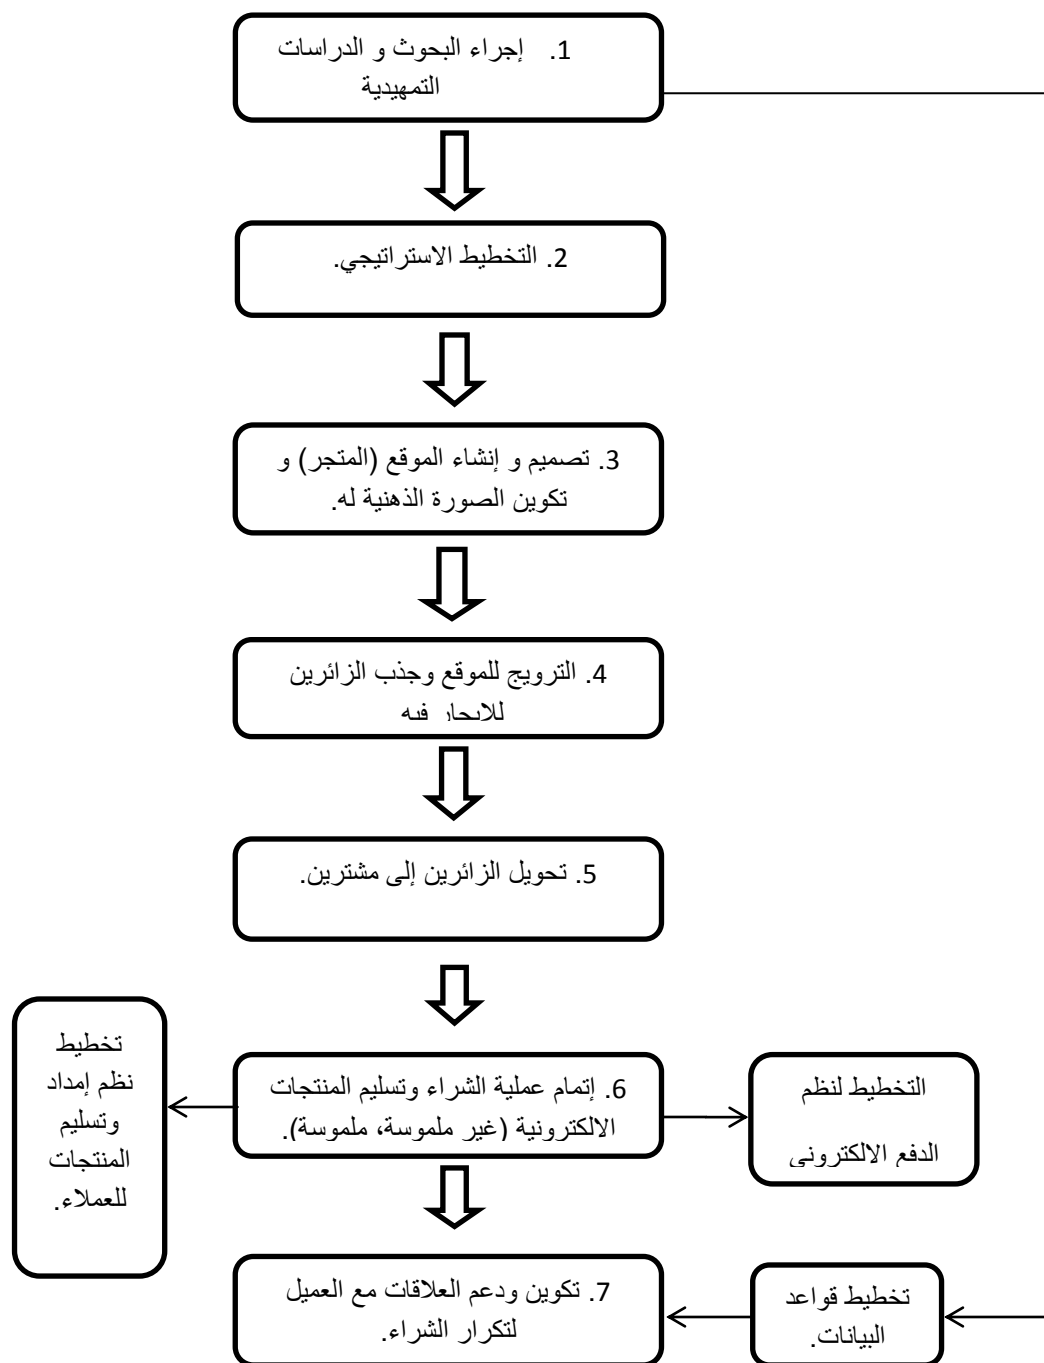 1. إجراء البحوث و الدراسات
التمهيدية
2. التخطيط الاستراتيجي.
3. تصميم و إنشاء الموقع (المتجر) و
تكوين الصورة الذهنية له.
4. الترويج للموقع وجذب الزائرين
للابحار فيه
5. تحويل الزائرين إلى مشترين.
6. إتمام عملية الشراء وتسليم المنتجات
الالكترونية (غير ملموسة، ملموسة).
التخطيط لنظم
الدفع الالكتروني
تخطيط
نظم إمداد
وتسليم
المنتجات
للعملاء.
7. تكوين ودعم العلاقات مع العميل
لتكرار الشراء.
تخطيط قواعد
البيانات.